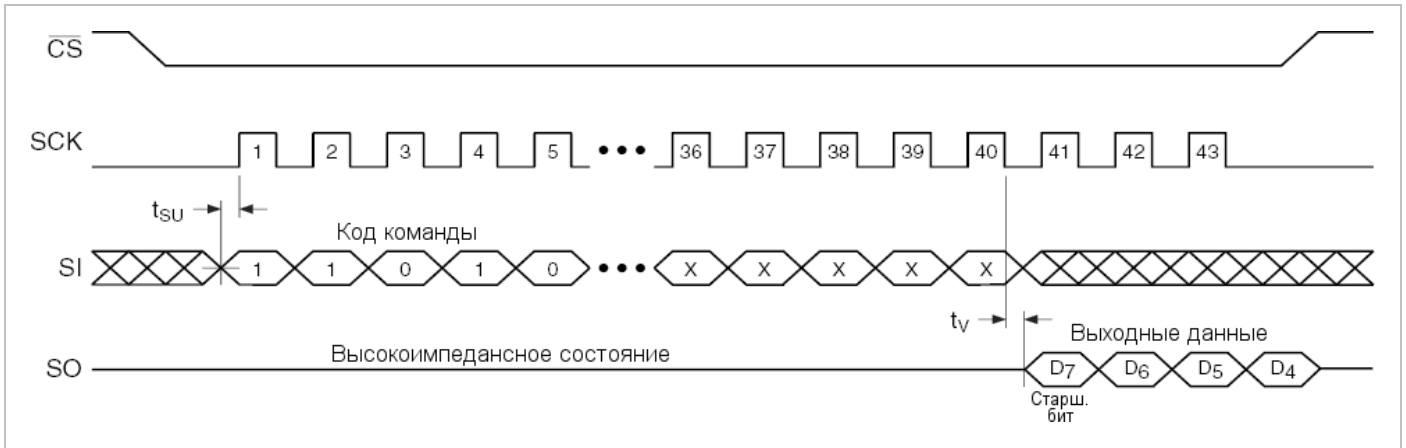 CS
SCK 1 2 3 4 5 ••• 36 37 38 39 40 41 42 43
tSU
Код команды
SI 1 1 0 1 0 ••• X X X X X
tV
Выходные данные
Высокоимпедансное состояние
SO D7 D6 D5 D4
Старш.
бит